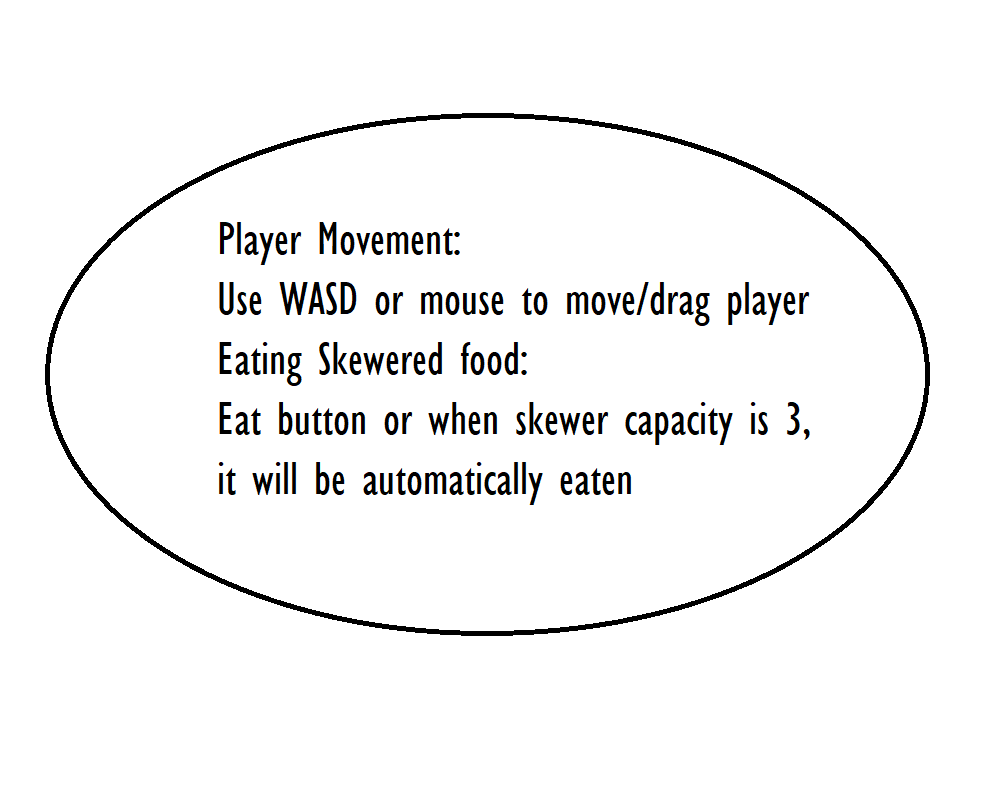 Player Movement:
Use WASD or mouse to move/drag player
Eating Skewered food:
Eat button or when skewer capacity is 3,
it will be automatically eaten